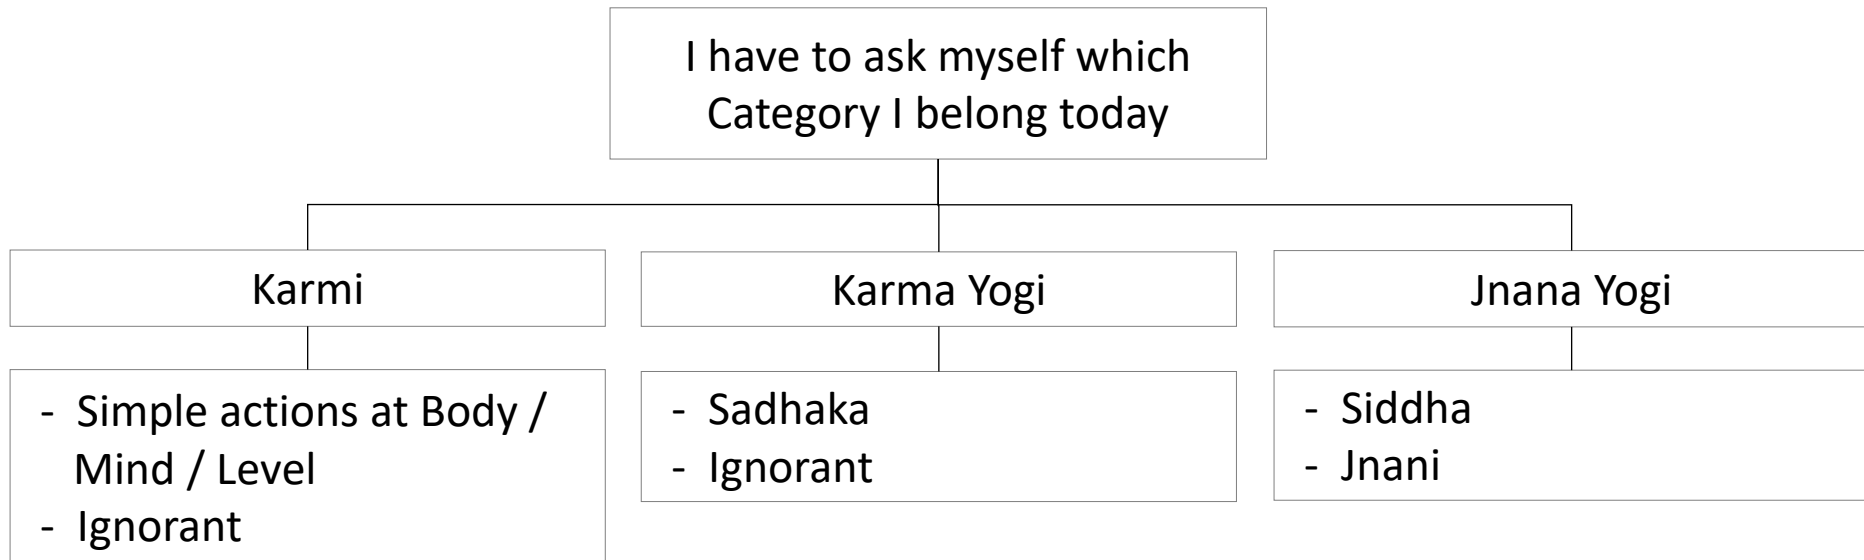 I have to ask myself which
Category I belong today
Karmi
Karma Yogi
Jnana Yogi
- Simple actions at Body /
Mind / Level
- Ignorant
- Sadhaka
- Ignorant
- Siddha
- Jnani